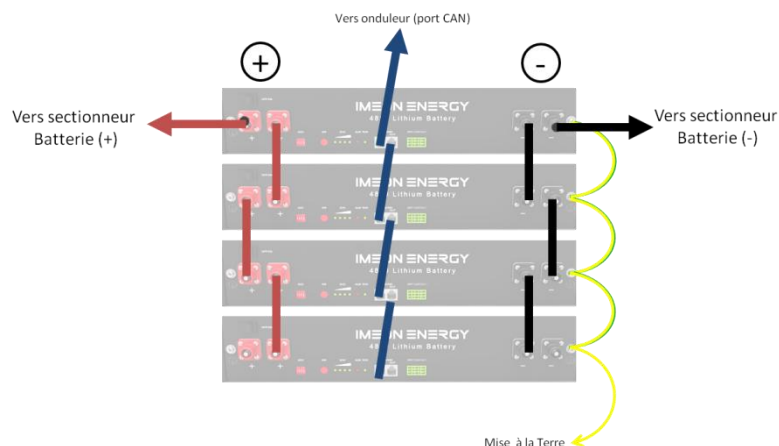 Vers onduleur (port CAN)
+
-
Vers sectionneur
Batterie (+)
Vers sectionneur
Batterie (-)
IMEON ENERGY
48V Lithium Battery
IMEON ENERGY
48V Lithium Battery
IMEON ENERGY
48V Lithium Battery
IMEON ENERGY
48V Lithium Battery
Mise à la Terre